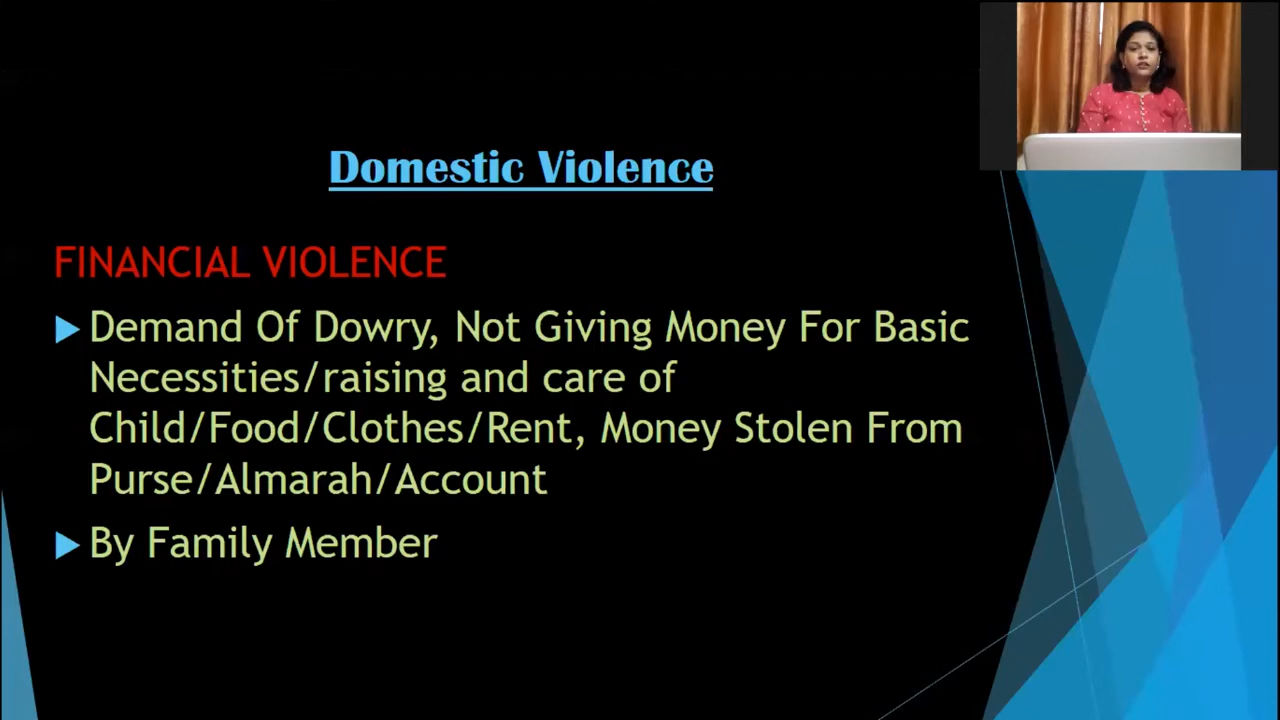 Domestic Violence
FINANCIAL VIOLENCE
Demand Of Dowry, Not Giving Money For Basic
Necessities/raising and care of
Child/Food/Clothes/Rent, Money Stolen From
Purse/Almarah/Account
By Family Member